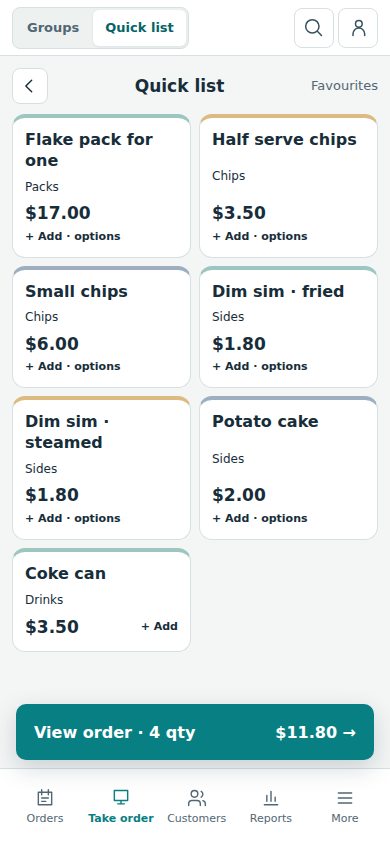 Groups
Quick list
Quick list
Favourites
Flake pack for
one
Packs
$17.00
+ Add · options
Half serve chips
Chips
$3.50
+ Add · options
Small chips
Chips
$6.00
+ Add · options
Dim sim · fried
Sides
$1.80
+ Add · options
Dim sim ·
steamed
Sides
$1.80
+ Add · options
Potato cake
Sides
$2.00
+ Add · options
Coke can
Drinks
$3.50
+ Add
View order · 4 qty
$11.80 →
Orders
Take order
Customers
Reports
More